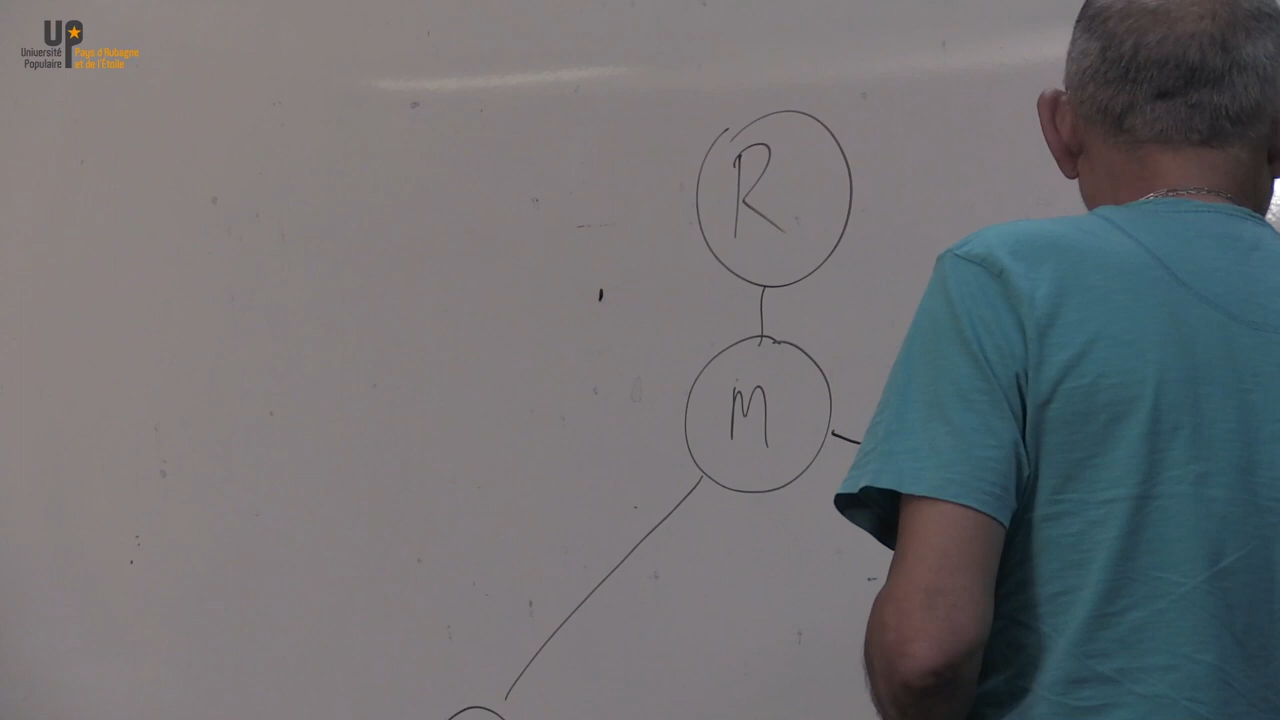 UP
Université
Populaire
Pays d'Aubagne
et de l'Étoile
R
M